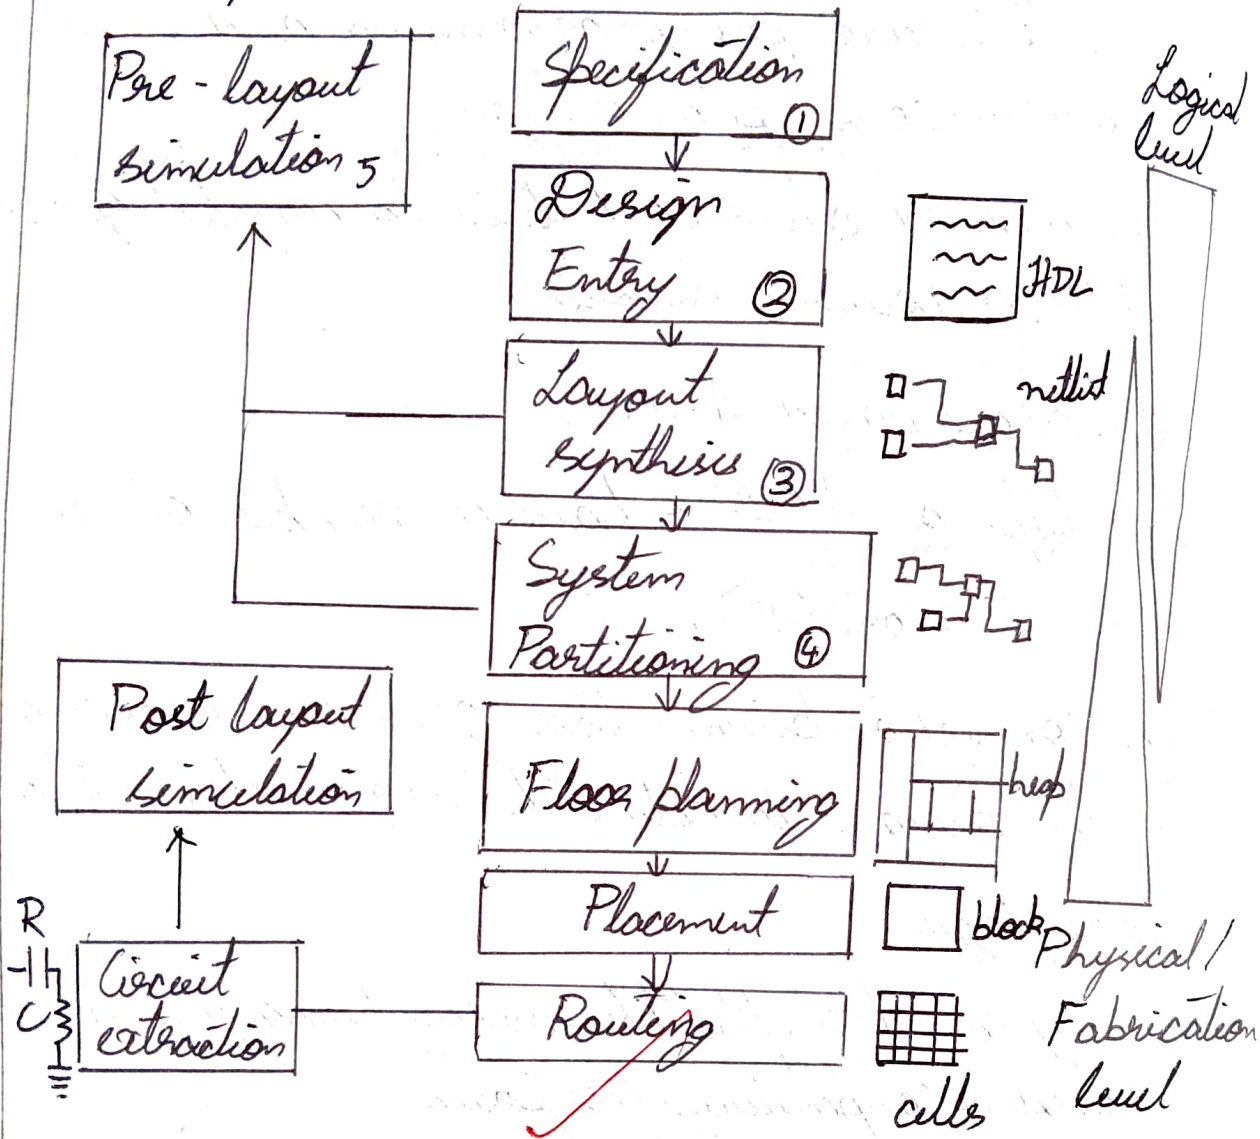 Pre - layout
simulation 5
Specification
1
Logical
level
Design
Entry 2
HDL
Layout
synthesis 3
netlist
System
Partitioning 4
Post layout
simulation
Floor planning
Placement
block
R
C
Circuit
extraction
Routing
cells
Physical /
Fabrication
level